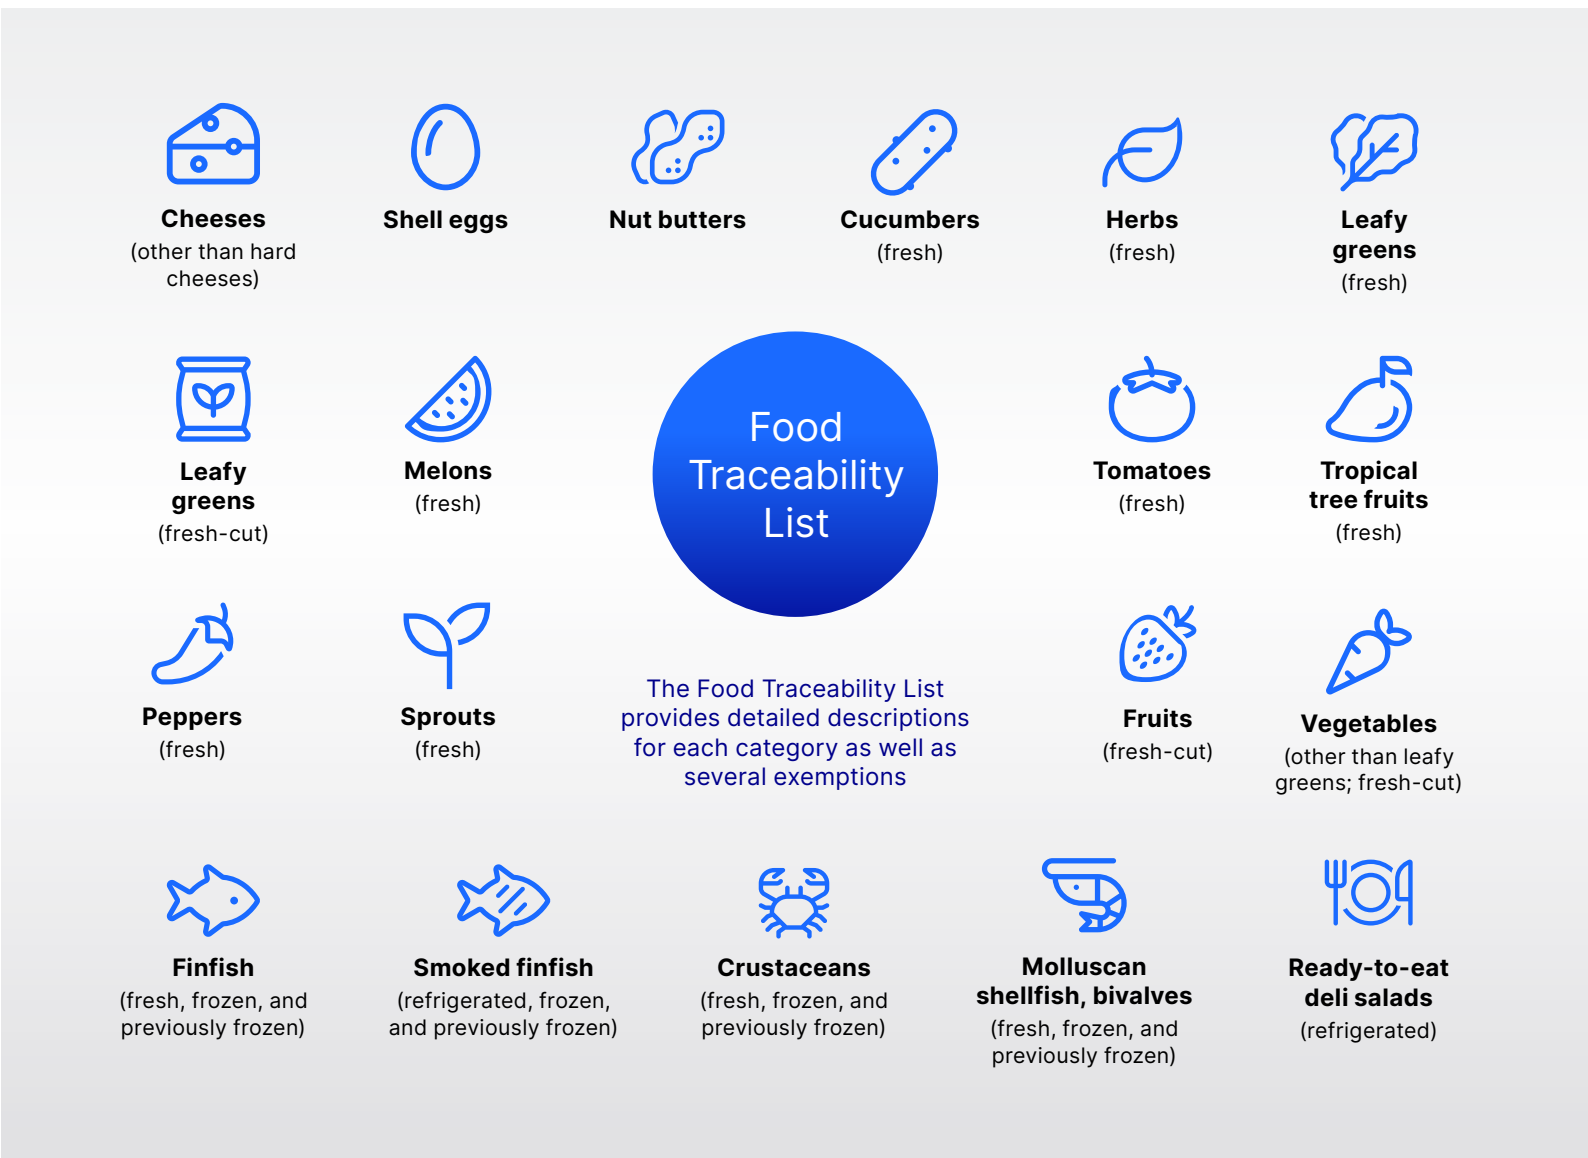 Cheeses
(other than hard
cheeses)
Shell eggs
Nut butters
Cucumbers
(fresh)
Herbs
(fresh)
Leafy
greens
(fresh)
Leafy
greens
(fresh-cut)
Melons
(fresh)
Food
Traceability
List
Tomatoes
(fresh)
Tropical
tree fruits
(fresh)
Peppers
(fresh)
Sprouts
(fresh)
The Food Traceability List
provides detailed descriptions
for each category as well as
several exemptions
Fruits
(fresh-cut)
Vegetables
(other than leafy
greens; fresh-cut)
Finfish
(fresh, frozen, and
previously frozen)
Smoked finfish
(refrigerated, frozen,
and previously frozen)
Crustaceans
(fresh, frozen, and
previously frozen)
Molluscan
shellfish, bivalves
(fresh, frozen, and
previously frozen)
Ready-to-eat
deli salads
(refrigerated)